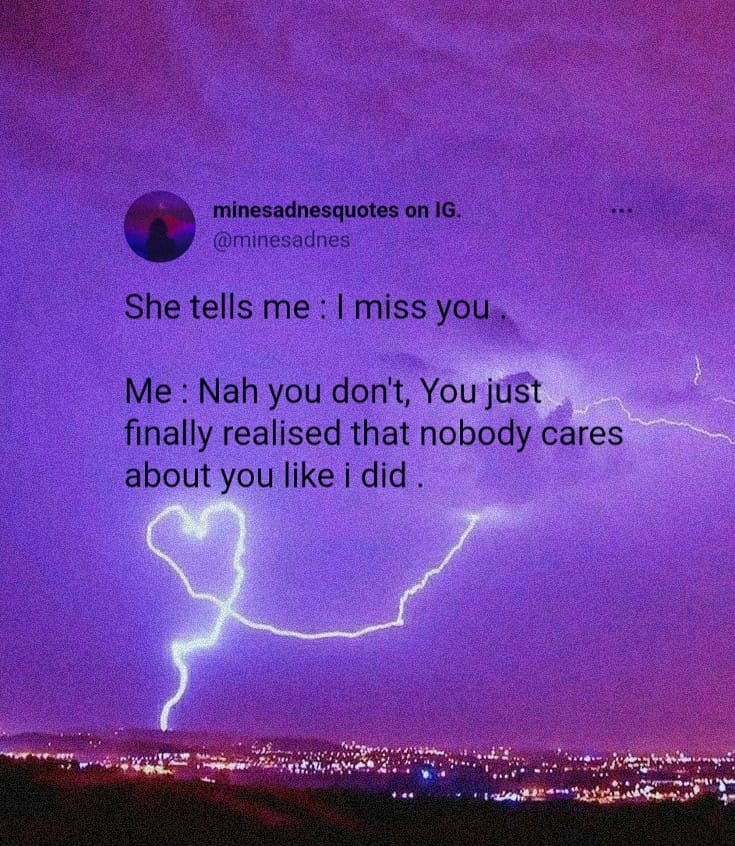 minesadnesquotes on IG.
@minesadnes
She tells me : I miss you .
Me : Nah you don't, You just
finally realised that nobody cares
about you like i did .